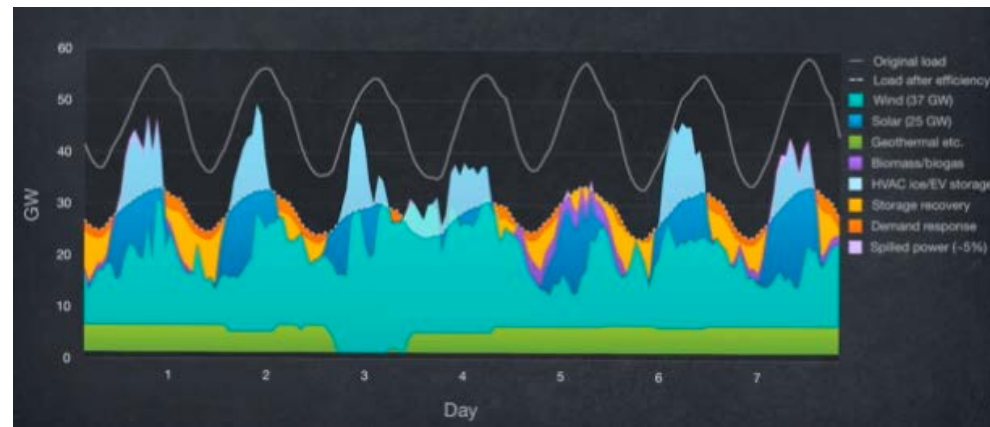 60
50
40
30
20
10
0
GW
1 2 3 4 5 6 7
Day
Original load
Load after efficiency
Wind (37 GW)
Solar (25 GW)
Geothermal etc.
Biomass/biogas
HVAC ice/EV storage
Storage recovery
Demand response
Spilled power (~5%)